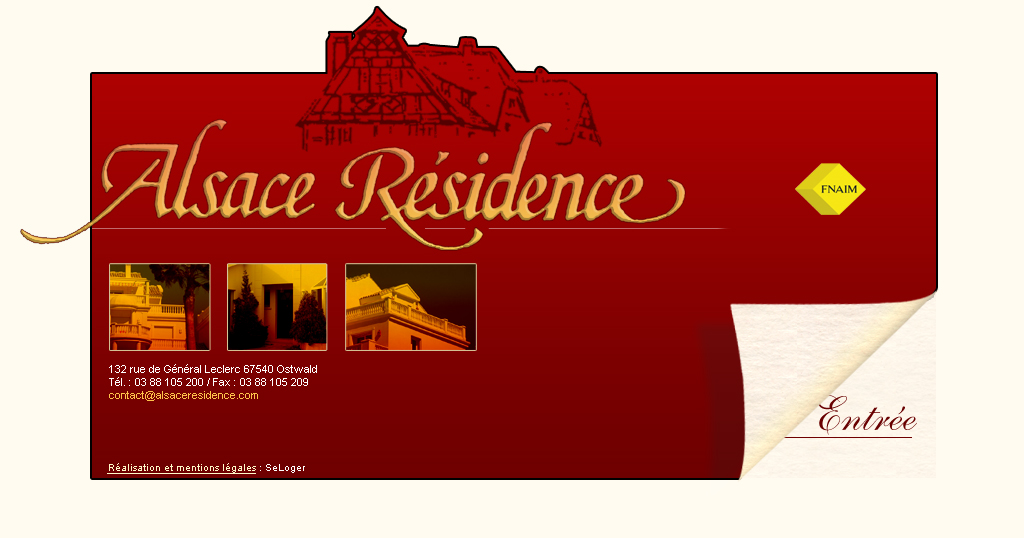 Alsace Résidence
FNAIM
132 rue de Général Leclerc 67540 Ostwald
Tél. : 03 88 105 200 / Fax : 03 88 105 209
contact@alsaceresidence.com
Entrée
Réalisation et mentions légales : SeLoger